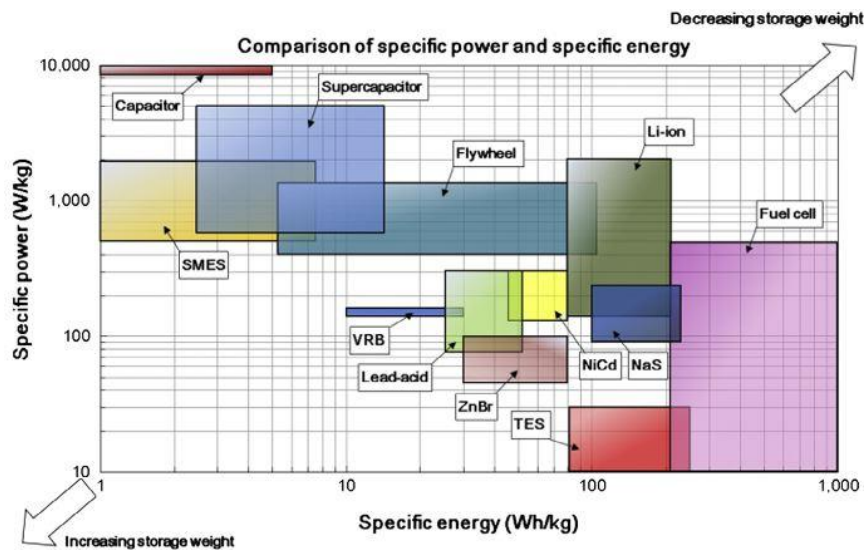 Decreasing storage weight
Comparison of specific power and specific energy
10,000
Capacitor
Supercapacitor
Li-ion
Flywheel
Specific power (W/kg)
1,000
Fuel cell
SMES
VRB
100
Lead-acid
NiCd
NaS
ZnBr
TES
10
1
10
100
1,000
Specific energy (Wh/kg)
Increasing storage weight